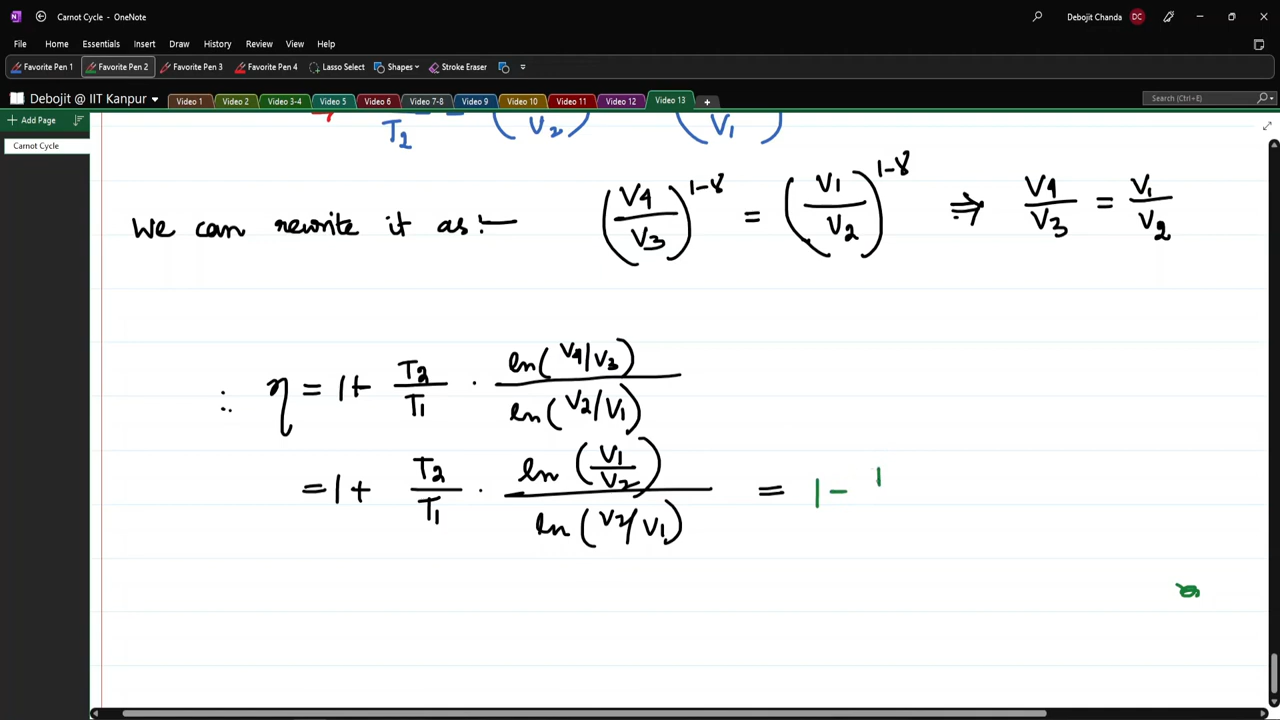 Carnot Cycle - OneNote
Debojit Chanda DC
File Home Essentials Insert Draw History Review View Help
Favorite Pen 1 Favorite Pen 2 Favorite Pen 3 Favorite Pen 4 Lasso Select Shapes Stroke Eraser
Debojit @ IIT Kanpur Video 1 Video 2 Video 3-4 Video 5 Video 6 Video 7-8 Video 9 Video 10 Video 11 Video 12 Video 13 + Search (Ctrl+E)
+ Add Page
Carnot Cycle
T2 (V2) (V1)
We can rewrite it as :- (V4/V3)^1-γ = (V1/V2)^1-γ ⇒ V4/V3 = V1/V2
∴ η = 1 + T2/T1 · ln(V4/V3)/ln(V2/V1)
= 1 + T2/T1 · ln(V1/V2)/ln(V2/V1) = 1 -